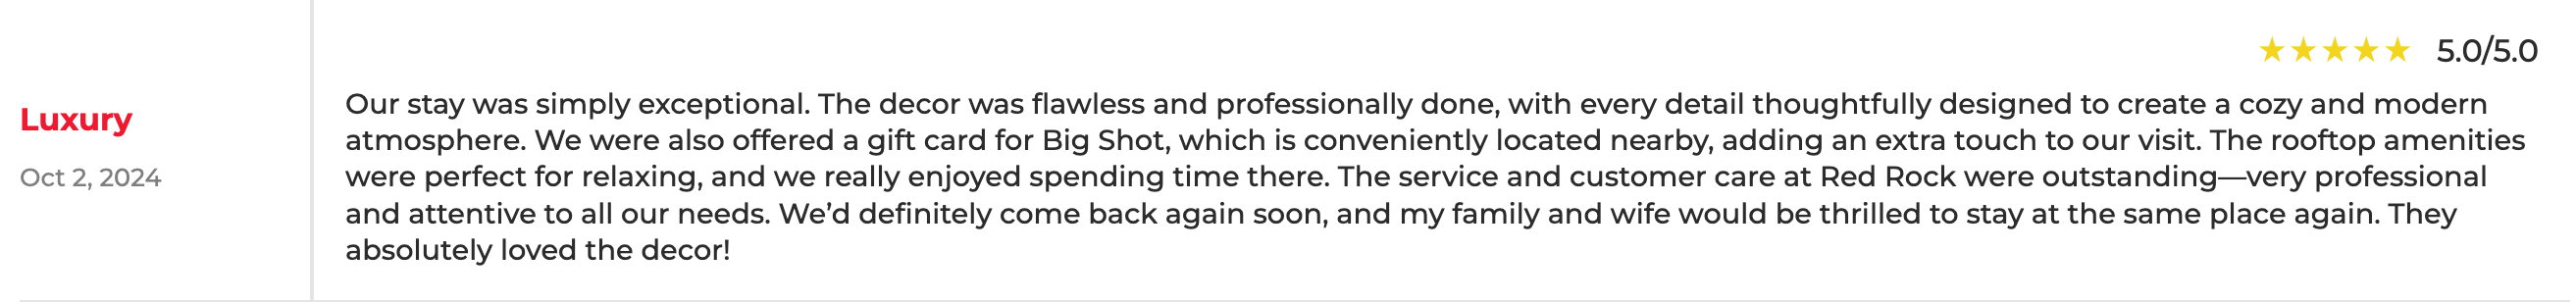 ★★★★★ 5.0/5.0
Luxury
Oct 2, 2024
Our stay was simply exceptional. The decor was flawless and professionally done, with every detail thoughtfully designed to create a cozy and modern
atmosphere. We were also offered a gift card for Big Shot, which is conveniently located nearby, adding an extra touch to our visit. The rooftop amenities
were perfect for relaxing, and we really enjoyed spending time there. The service and customer care at Red Rock were outstanding—very professional
and attentive to all our needs. We’d definitely come back again soon, and my family and wife would be thrilled to stay at the same place again. They
absolutely loved the decor!